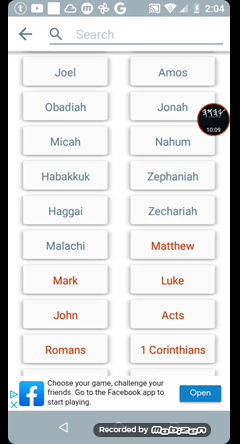 2:04
Search
Joel Amos
Obadiah Jonah
Micah Nahum
10:09
Habakkuk Zephaniah
Haggai Zechariah
Malachi Matthew
Mark Luke
John Acts
Romans 1 Corinthians
Choose your game, challenge your
friends. Go to the Facebook app to
start playing.
Open
Recorded by Mobizen